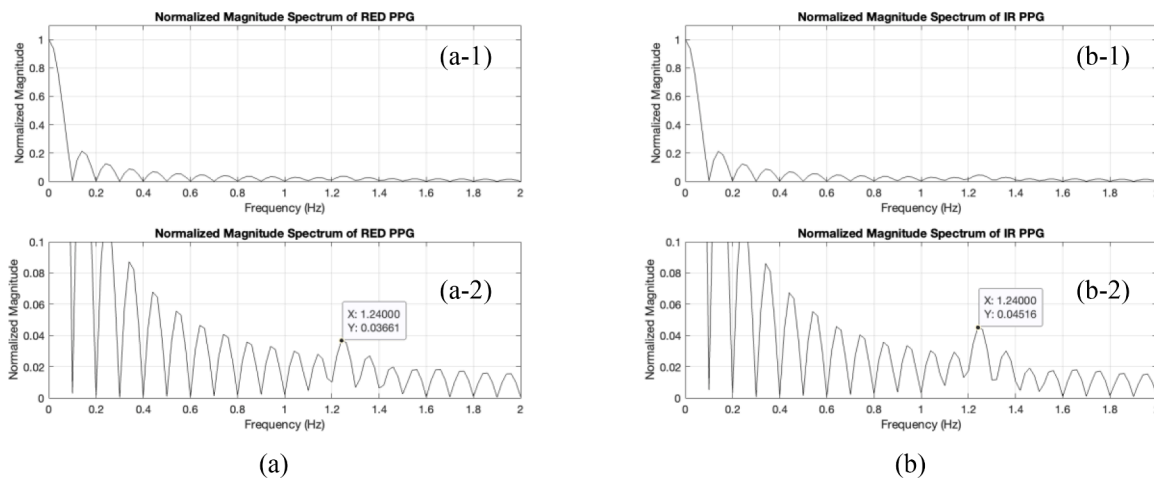 Normalized Magnitude Spectrum of RED PPG
(a-1)
Normalized Magnitude
1
0.8
0.6
0.4
0.2
0
0 0.2 0.4 0.6 0.8 1 1.2 1.4 1.6 1.8 2
Frequency (Hz)
Normalized Magnitude Spectrum of RED PPG
(a-2)
Normalized Magnitude
0.1
0.08
0.06
0.04
0.02
0
X: 1.24000
Y: 0.03661
0 0.2 0.4 0.6 0.8 1 1.2 1.4 1.6 1.8 2
Frequency (Hz)
(a)
Normalized Magnitude Spectrum of IR PPG
(b-1)
Normalized Magnitude
1
0.8
0.6
0.4
0.2
0
0 0.2 0.4 0.6 0.8 1 1.2 1.4 1.6 1.8
Frequency (Hz)
Normalized Magnitude Spectrum of IR PPG
(b-2)
Normalized Magnitude
0.1
0.08
0.06
0.04
0.02
0
X: 1.24000
Y: 0.04516
0 0.2 0.4 0.6 0.8 1 1.2 1.4 1.6 1.8
Frequency (Hz)
(b)